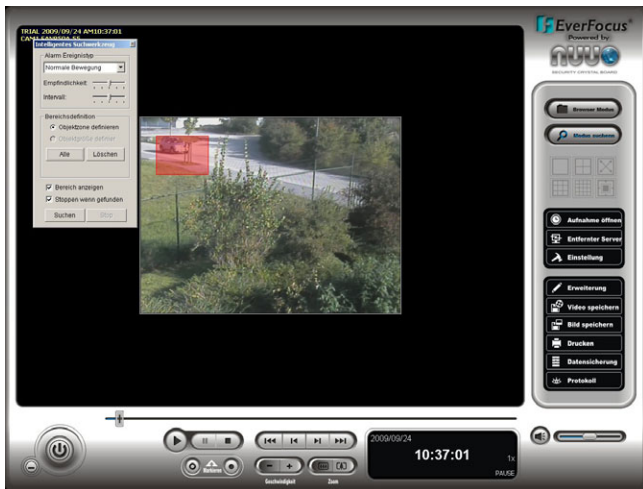 TRIAL 2009/09/24 AM10:37:01
Intelligentes Suchwerkzeug
Alarm Ereignistyp
Normale Bewegung
Empfindlichkeit:
Intervall:
Bereichsdefinition
Objektzone definieren
Alle
Löschen
Bereich anzeigen
Stoppen wenn gefunden
Suchen
Stop
EverFocus
Powered by
NUUO
SECURITY CRYSTAL BOARD
Browser Modus
Modus suchen
Aufnahme öffnen
Entfernter Server
Einstellung
Erweiterung
Video speichern
Bild speichern
Drucken
Datensicherung
Protokoll
Markieren
Geschwindigkeit
Zoom
2009/09/24
10:37:01
1x
PAUSE